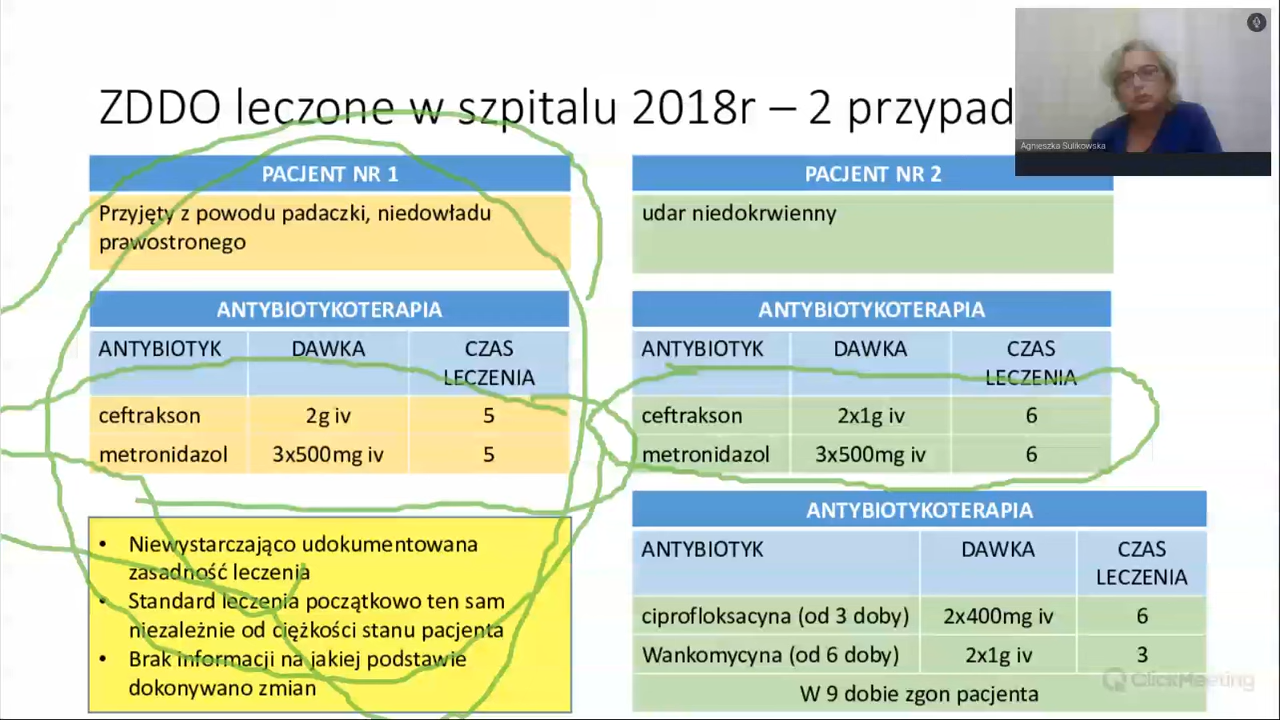 ZDDO leczone w szpitalu 2018r – 2 przypad
Agnieszka Sulikowska
PACJENT NR 1
Przyjęty z powodu padaczki, niedowładu
prawostronego
ANTYBIOTYKOTERAPIA
ANTYBIOTYK DAWKA CZAS
LECZENIA
ceftrakson 2g iv 5
metronidazol 3x500mg iv 5
• Niewystarczająco udokumentowana
zasadność leczenia
• Standard leczenia początkowo ten sam
niezależnie od ciężkości stanu pacjenta
• Brak informacji na jakiej podstawie
dokonywano zmian
PACJENT NR 2
udar niedokrwienny
ANTYBIOTYKOTERAPIA
ANTYBIOTYK DAWKA CZAS
LECZENIA
ceftrakson 2x1g iv 6
metronidazol 3x500mg iv 6
ANTYBIOTYKOTERAPIA
ANTYBIOTYK DAWKA CZAS
LECZENIA
ciprofloksacyna (od 3 doby) 2x400mg iv 6
Wankomycyna (od 6 doby) 2x1g iv 3
W 9 dobie zgon pacjenta
ClickMeeting